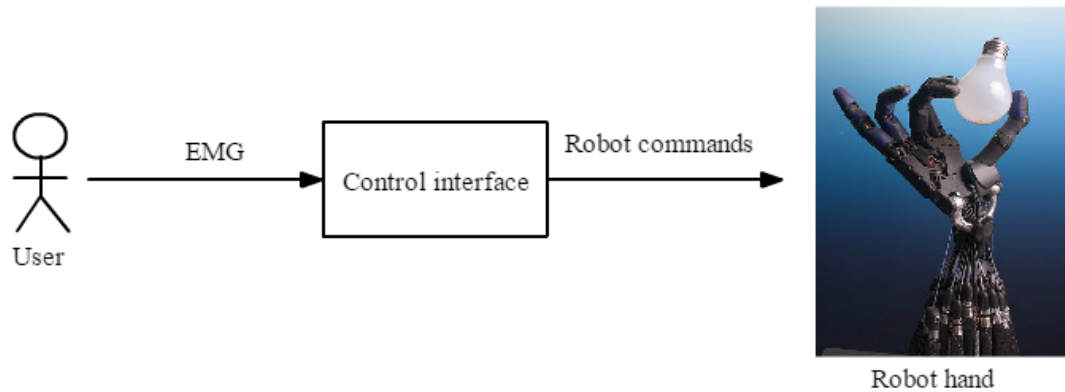 EMG
Robot commands
Control interface
User
Robot hand